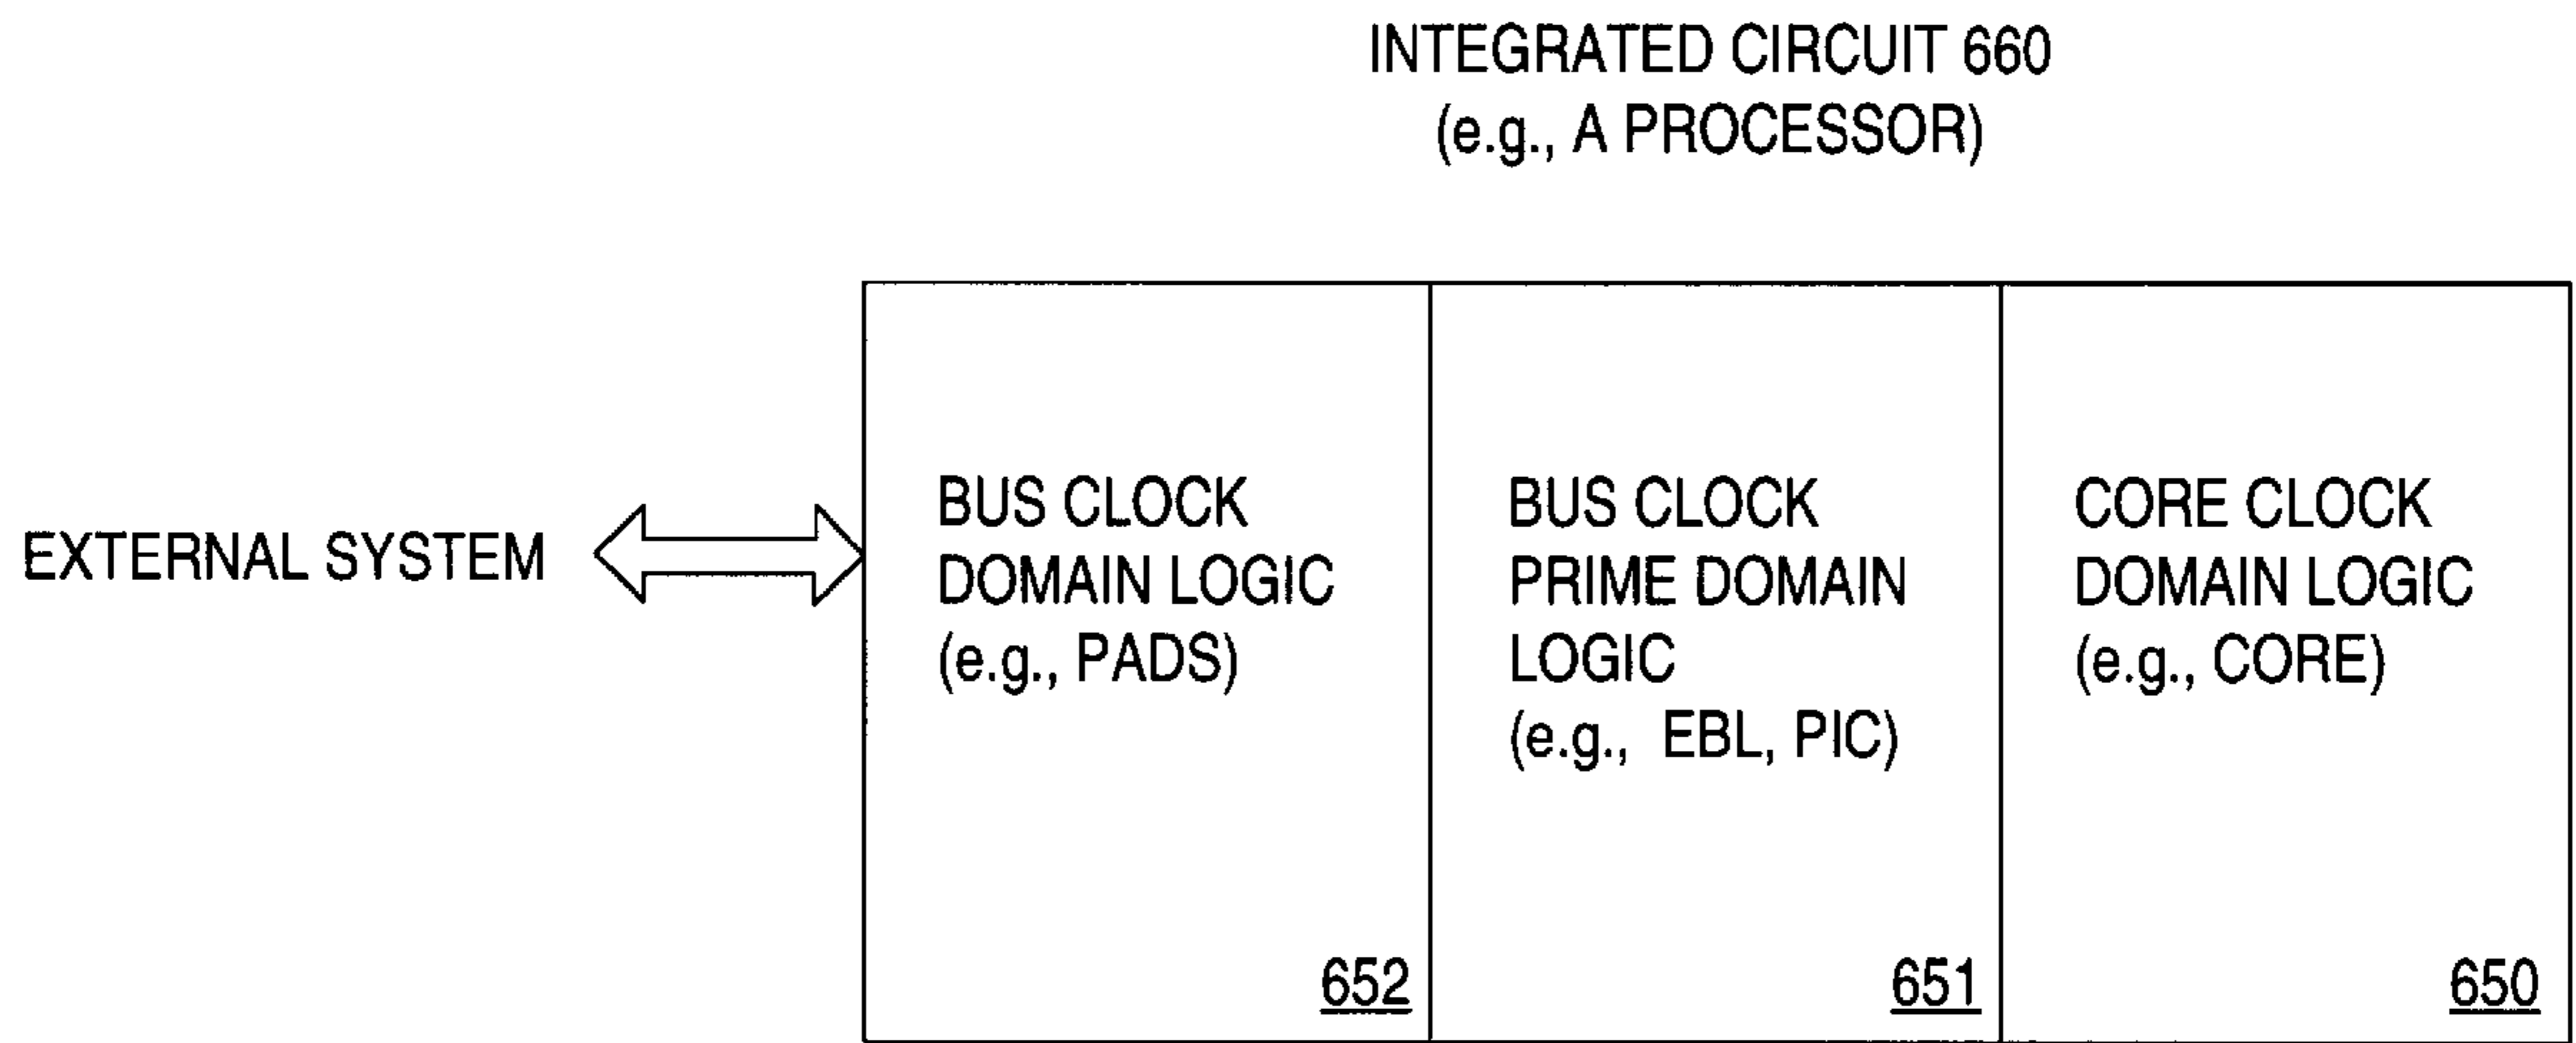 INTEGRATED CIRCUIT 660
(e.g., A PROCESSOR)
EXTERNAL SYSTEM
BUS CLOCK
DOMAIN LOGIC
(e.g., PADS)
652
BUS CLOCK
PRIME DOMAIN
LOGIC
(e.g., EBL, PIC)
651
CORE CLOCK
DOMAIN LOGIC
(e.g., CORE)
650